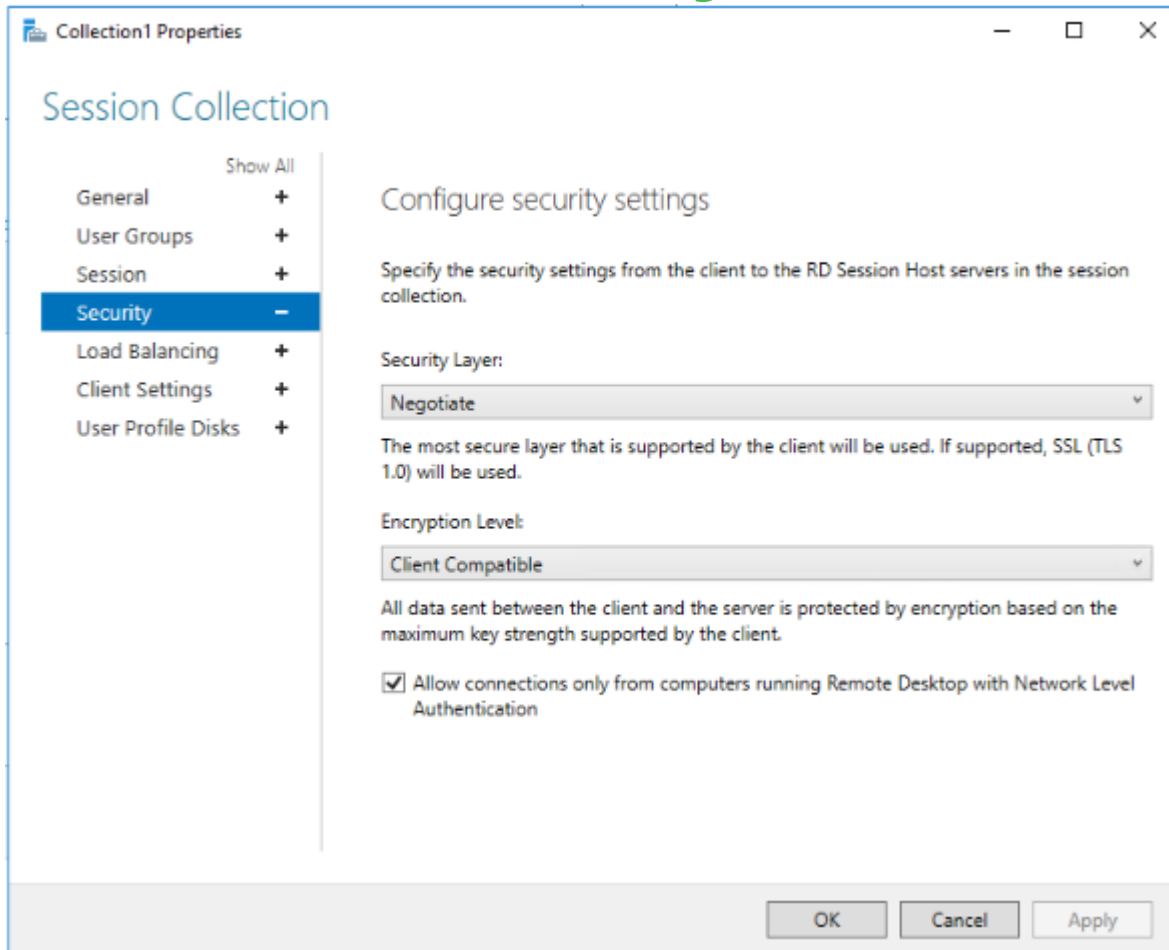 Collection1 Properties
Session Collection
Show All
General
User Groups
Session
Security
Load Balancing
Client Settings
User Profile Disks
Configure security settings
Specify the security settings from the client to the RD Session Host servers in the session
collection.
Security Layer:
Negotiate
The most secure layer that is supported by the client will be used. If supported, SSL (TLS
1.0) will be used.
Encryption Level:
Client Compatible
All data sent between the client and the server is protected by encryption based on the
maximum key strength supported by the client.
Allow connections only from computers running Remote Desktop with Network Level
Authentication
OK Cancel Apply